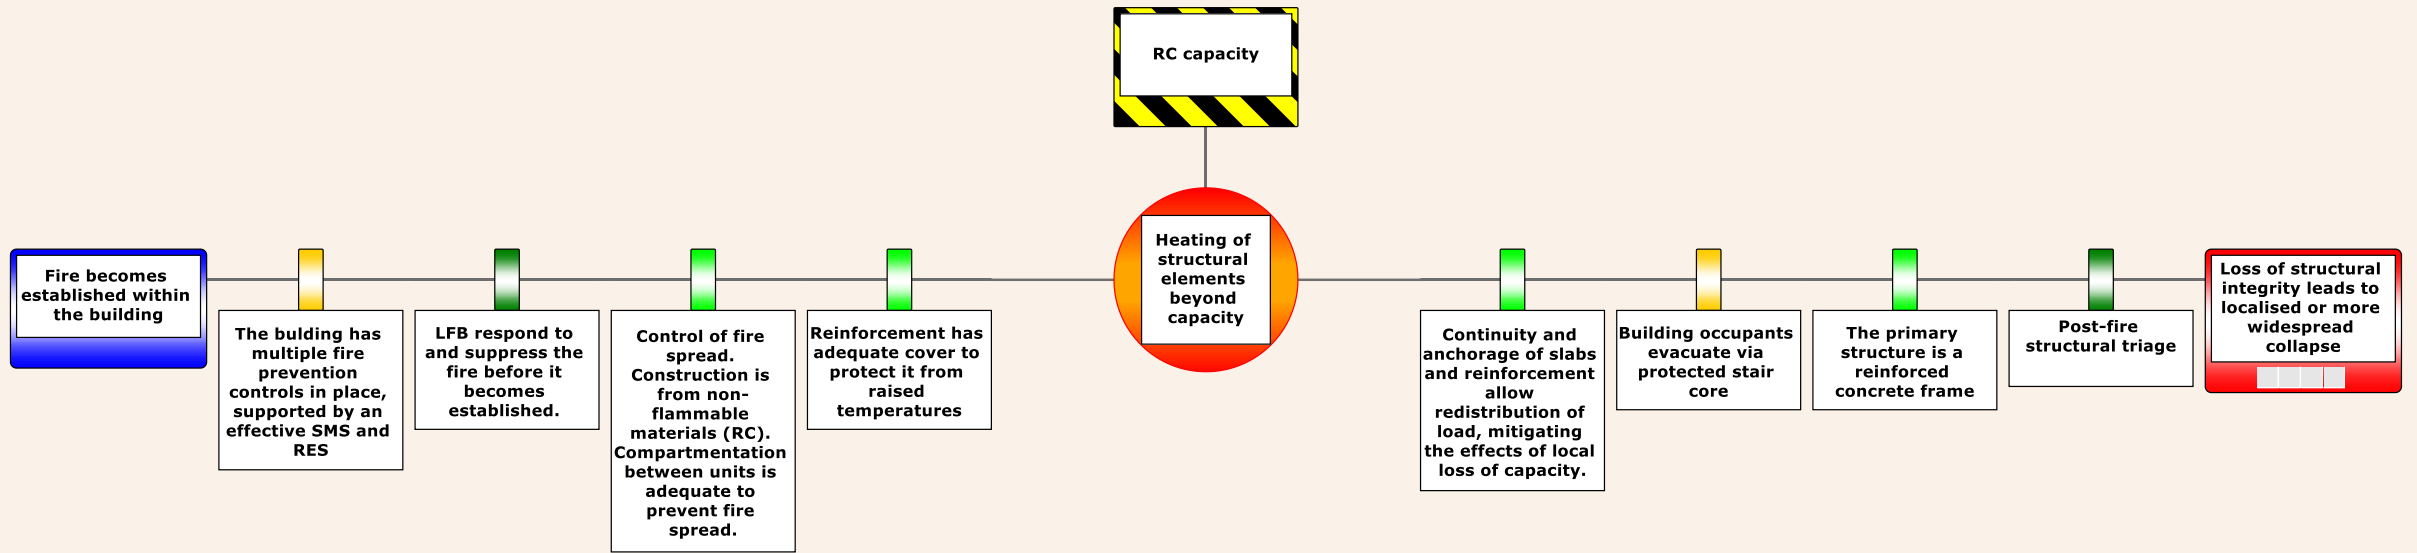 RC capacity
Heating of
structural
elements
beyond
capacity
Fire becomes
established within
the building
The bulding has
multiple fire
prevention
controls in place,
supported by an
effective SMS and
RES
LFB respond to
and suppress the
fire before it
becomes
established.
Control of fire
spread.
Construction is
from non-
flammable
materials (RC).
Compartmentation
between units is
adequate to
prevent fire
spread.
Reinforcement has
adequate cover to
protect it from
raised
temperatures
Continuity and
anchorage of slabs
and reinforcement
allow
redistribution of
load, mitigating
the effects of local
loss of capacity.
Building occupants
evacuate via
protected stair
core
The primary
structure is a
reinforced
concrete frame
Post-fire
structural triage
Loss of structural
integrity leads to
localised or more
widespread
collapse